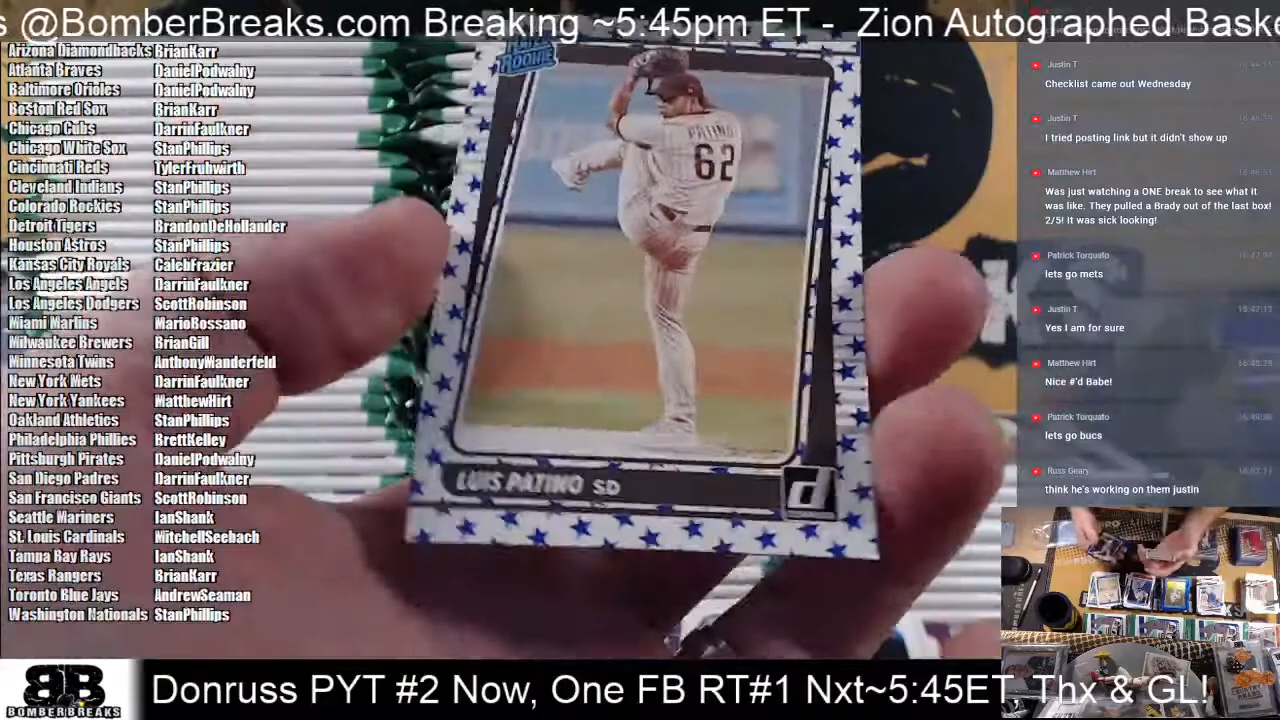 s @BomberBreaks.com Breaking ~5:45pm ET - Zion Autographed Baske
Arizona Diamondbacks BrianKarr
Atlanta Braves DanielPodwalny
Baltimore Orioles DanielPodwalny
Boston Red Sox BrianKarr
Chicago Cubs DarrinFaulkner
Chicago White Sox StanPhillips
Cincinnati Reds TylerFruhwirth
Cleveland Indians StanPhillips
Colorado Rockies StanPhillips
Detroit Tigers BrandonDeHollander
Houston Astros StanPhillips
Kansas City Royals CalebFrazier
Los Angeles Angels DarrinFaulkner
Los Angeles Dodgers ScottRobinson
Miami Marlins MarioRossano
Milwaukee Brewers BrianGill
Minnesota Twins AnthonyManderfeld
New York Mets DarrinFaulkner
New York Yankees MatthewHirt
Oakland Athletics StanPhillips
Philadelphia Phillies BrettKelley
Pittsburgh Pirates DanielPodwalny
San Diego Padres DarrinFaulkner
San Francisco Giants ScottRobinson
Seattle Mariners IanShank
St. Louis Cardinals MitchellSeebach
Tampa Bay Rays IanShank
Texas Rangers BrianKarr
Toronto Blue Jays AndrewSeaman
Washington Nationals StanPhillips
ROOKIE
PATINO
62
LUIS PATINO SD
d
Justin T
Checklist came out Wednesday
Justin T
I tried posting link but it didn't show up
Matthew Hirt
Was just watching a ONE break to see what it
was like. They pulled a Brady out of the last box!
2/5! It was sick looking!
Patrick Torquato
lets go mets
Justin T
Yes I am for sure
Matthew Hirt
Nice #'d Babe!
Patrick Torquato
lets go bucs
Russ Geary
think he's working on them justin
BB
BOMBERBREAKS
Donruss PYT #2 Now, One FB RT#1 Nxt~5:45ET. Thx & GL!